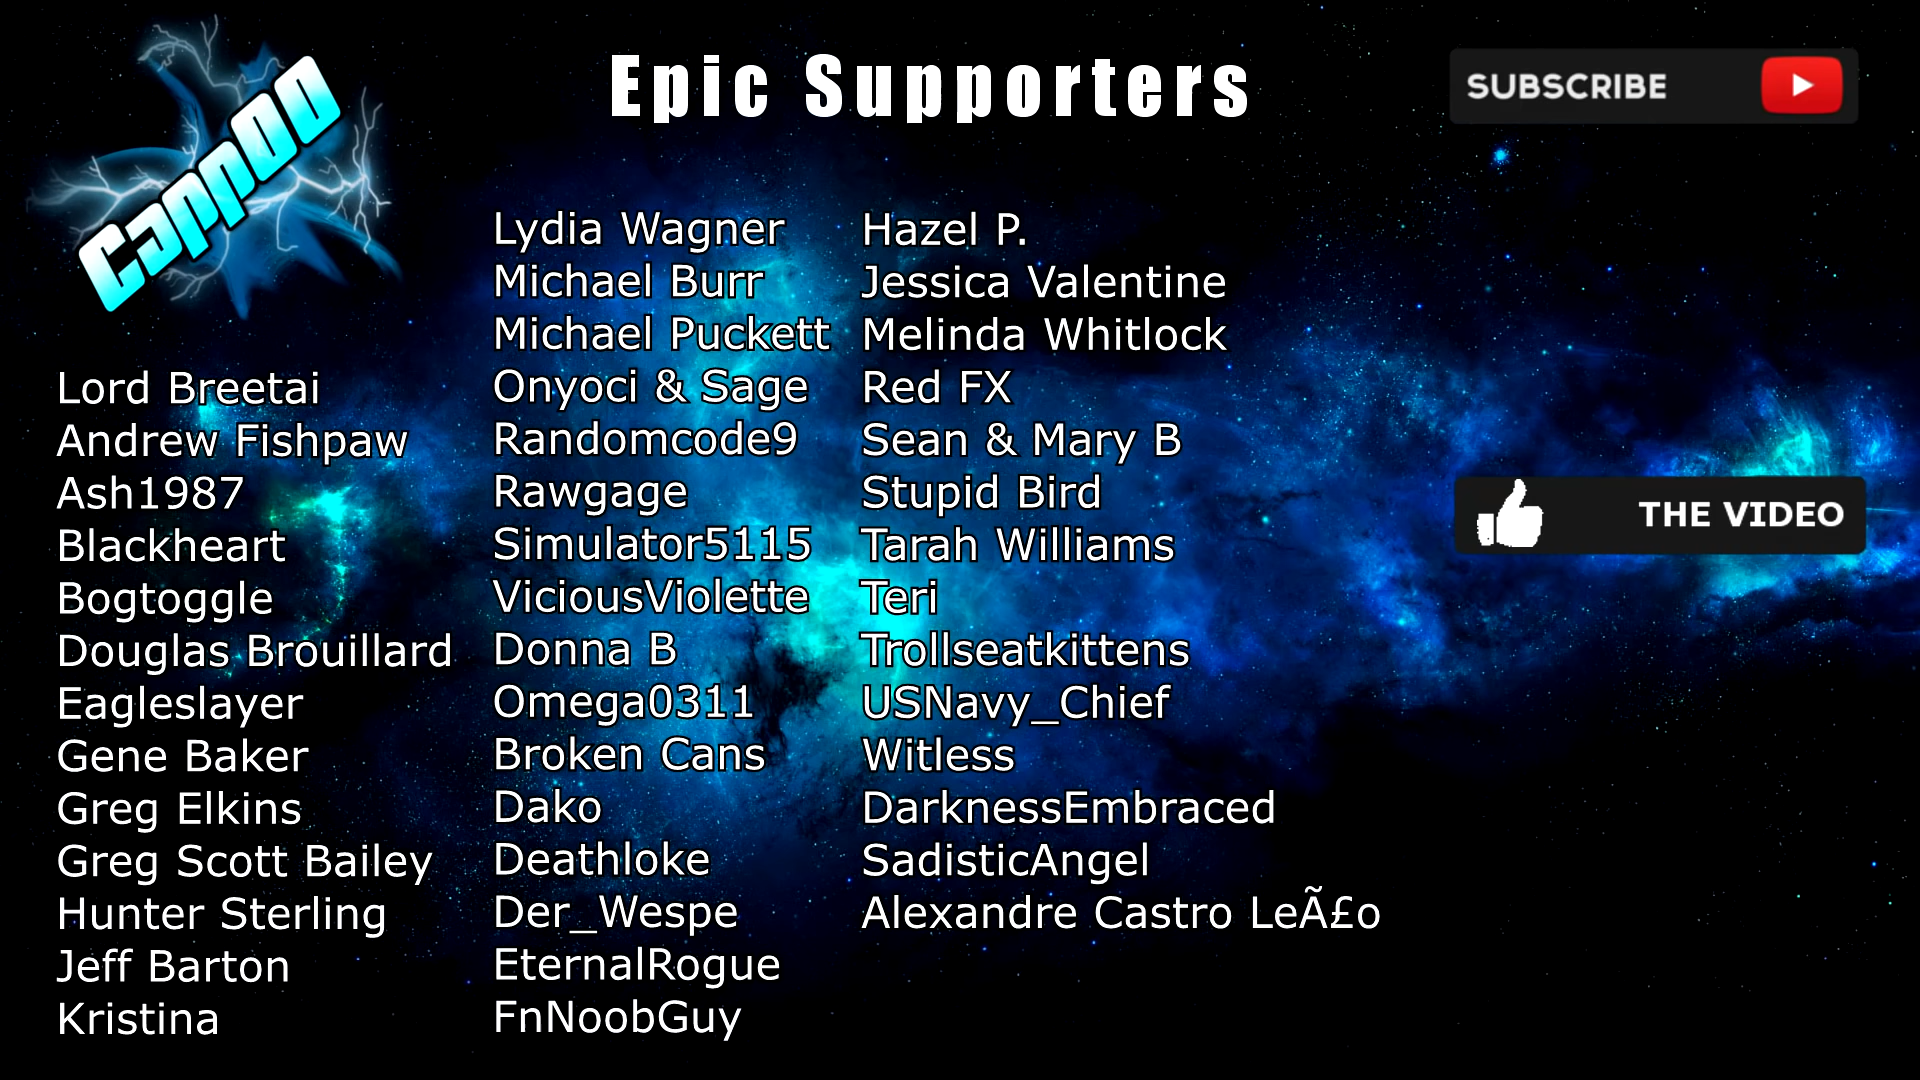 Capp00
Epic Supporters
SUBSCRIBE
Lord Breetai
Andrew Fishpaw
Ash1987
Blackheart
Bogtoggle
Douglas Brouillard
Eagleslayer
Gene Baker
Greg Elkins
Greg Scott Bailey
Hunter Sterling
Jeff Barton
Kristina
Lydia Wagner
Michael Burr
Michael Puckett
Onyoci & Sage
Randomcode9
Rawgage
Simulator5115
ViciousViolette
Donna B
Omega0311
Broken Cans
Dako
Deathloke
Der_Wespe
EternalRogue
FnNoobGuy
Hazel P.
Jessica Valentine
Melinda Whitlock
Red FX
Sean & Mary B
Stupid Bird
Tarah Williams
Teri
Trollseatkittens
USNavy_Chief
Witless
DarknessEmbraced
SadisticAngel
Alexandre Castro LeÃ£o
THE VIDEO